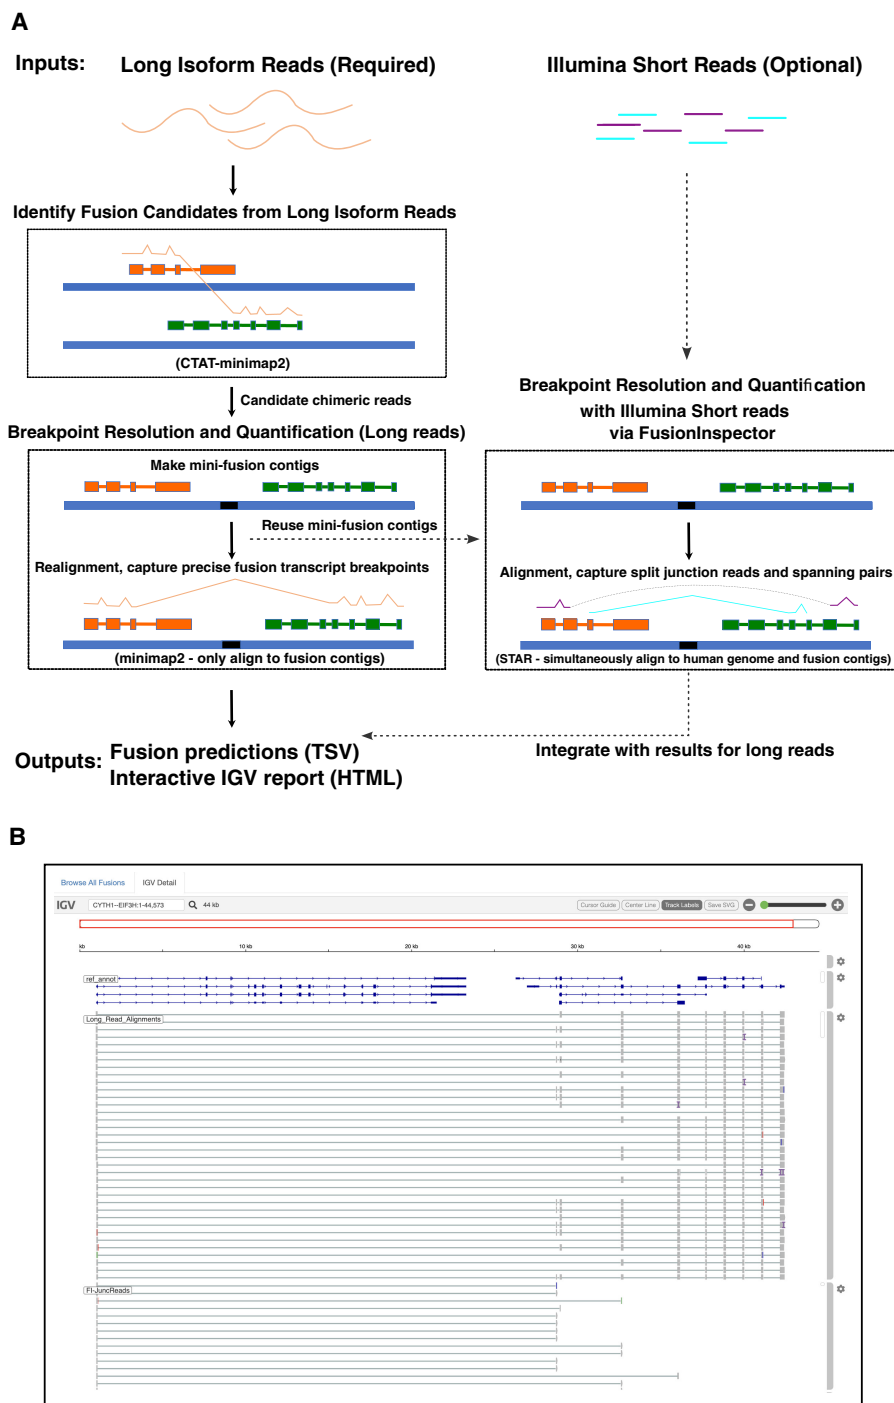 A
Inputs:
Long Isoform Reads (Required)
Illumina Short Reads (Optional)
Identify Fusion Candidates from Long Isoform Reads
(CTAT-minimap2)
Candidate chimeric reads
Breakpoint Resolution and Quantification (Long reads)
Make mini-fusion contigs
Reuse mini-fusion contigs
Realignment, capture precise fusion transcript breakpoints
(minimap2 - only align to fusion contigs)
Breakpoint Resolution and Quantification
with Illumina Short reads
via FusionInspector
Alignment, capture split junction reads and spanning pairs
(STAR - simultaneously align to human genome and fusion contigs)
Integrate with results for long reads
Outputs:
Fusion predictions (TSV)
Interactive IGV report (HTML)
B
Browse All Fusions
IGV Detail
IGV
CYTH1--EIF3H:1-44,573
44 kb
Cursor Guide
Center Line
Track Labels
Save SVG
kb
10 kb
20 kb
30 kb
40 kb
ref_annot
Long_Read_Alignments
FI-JuncReads